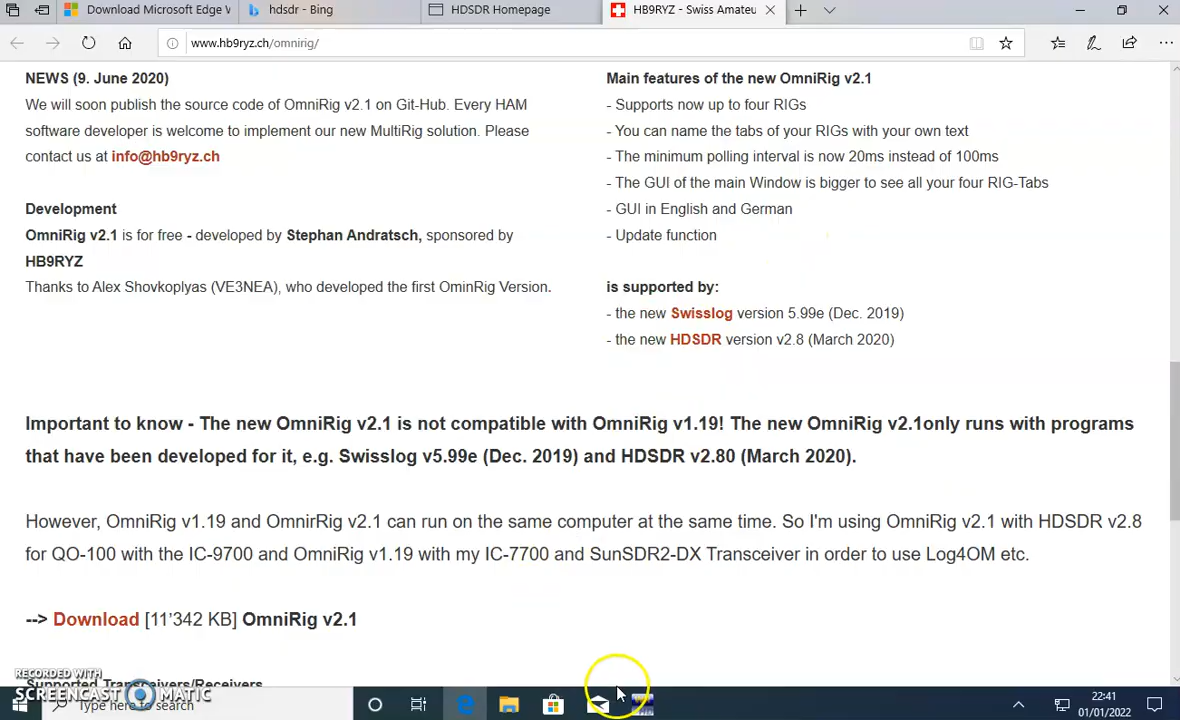 Download Microsoft Edge V
hdsdr - Bing
HDSDR Homepage
HB9RYZ - Swiss Amateu
www.hb9ryz.ch/omnirig/
NEWS (9. June 2020)
We will soon publish the source code of OmniRig v2.1 on Git-Hub. Every HAM
software developer is welcome to implement our new MultiRig solution. Please
contact us at info@hb9ryz.ch
Development
OmniRig v2.1 is for free - developed by Stephan Andratsch, sponsored by
HB9RYZ
Thanks to Alex Shovkoplyas (VE3NEA), who developed the first OminRig Version.
Main features of the new OmniRig v2.1
- Supports now up to four RIGs
- You can name the tabs of your RIGs with your own text
- The minimum polling interval is now 20ms instead of 100ms
- The GUI of the main Window is bigger to see all your four RIG-Tabs
- GUI in English and German
- Update function
is supported by:
- the new Swisslog version 5.99e (Dec. 2019)
- the new HDSDR version v2.8 (March 2020)
Important to know - The new OmniRig v2.1 is not compatible with OmniRig v1.19! The new OmniRig v2.1only runs with programs
that have been developed for it, e.g. Swisslog v5.99e (Dec. 2019) and HDSDR v2.80 (March 2020).
However, OmniRig v1.19 and OmnirRig v2.1 can run on the same computer at the same time. So I'm using OmniRig v2.1 with HDSDR v2.8
for QO-100 with the IC-9700 and OmniRig v1.19 with my IC-7700 and SunSDR2-DX Transceiver in order to use Log4OM etc.
--> Download [11'342 KB] OmniRig v2.1
Supported Transceivers/Receivers
RECORDED WITH
SCREENCAST MATIC
Type here to search
22:41
01/01/2022